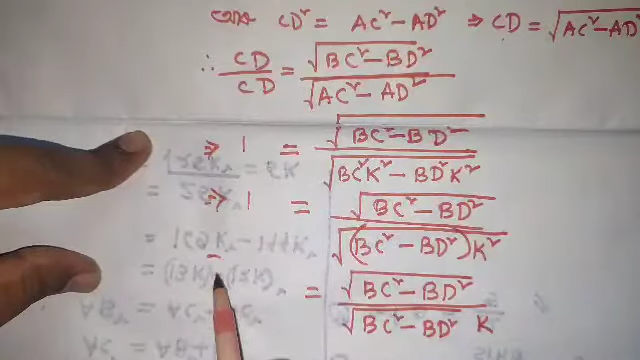 CD² = AC² - AD² ⇒ CD = √AC² - AD²
∴ CD/CD = √BC² - BD² / √AC² - AD²
⇒ 1 = √BC² - BD² / √BC²K² - BD²K²
⇒ 1 = √BC² - BD² / √(BC² - BD²)K²
= √BC² - BD² / √BC² - BD² K